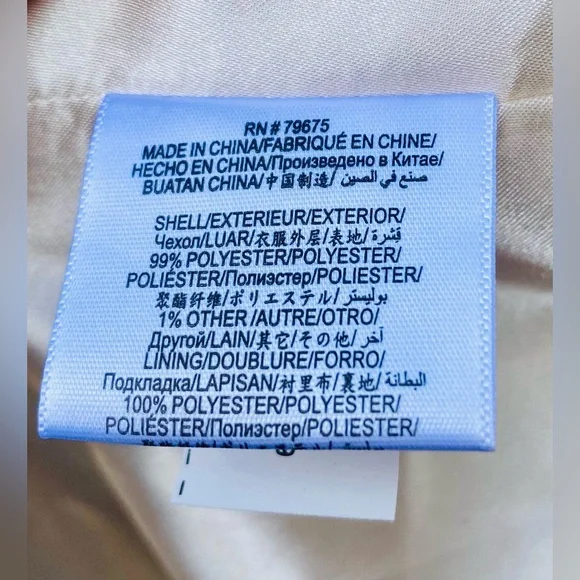 RN # 79675
MADE IN CHINA/FABRIQUÉ EN CHINE/
HECHO EN CHINA/Произведено в Китае/
BUATAN CHINA/中国制造/ صنع في الصين/
SHELL/EXTERIEUR/EXTERIOR/
Чехол/LUAR/衣服外层/表地/ قِشرة/
99% POLYESTER/POLYESTER/
POLIÉSTER/Полиэстер/POLIESTER/
聚酯纤维/ポリエステル/ بوليستر/
1% OTHER/AUTRE/OTRO/
Другой/LAIN/其它/その他/ آخر/
LINING/DOUBLURE/FORRO/
Подкладка/LAPISAN/衬里布/裏地/ البطانة/
100% POLYESTER/POLYESTER/
POLIÉSTER/Полиэстер/POLIESTER/